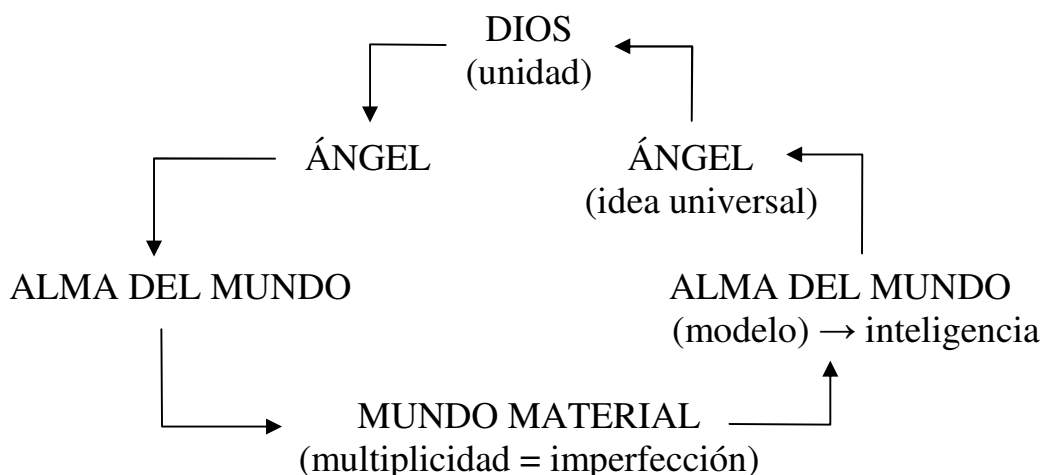 DIOS
(unidad)
ÁNGEL
ÁNGEL
(idea universal)
ALMA DEL MUNDO
ALMA DEL MUNDO
(modelo) → inteligencia
MUNDO MATERIAL
(multiplicidad = imperfección)